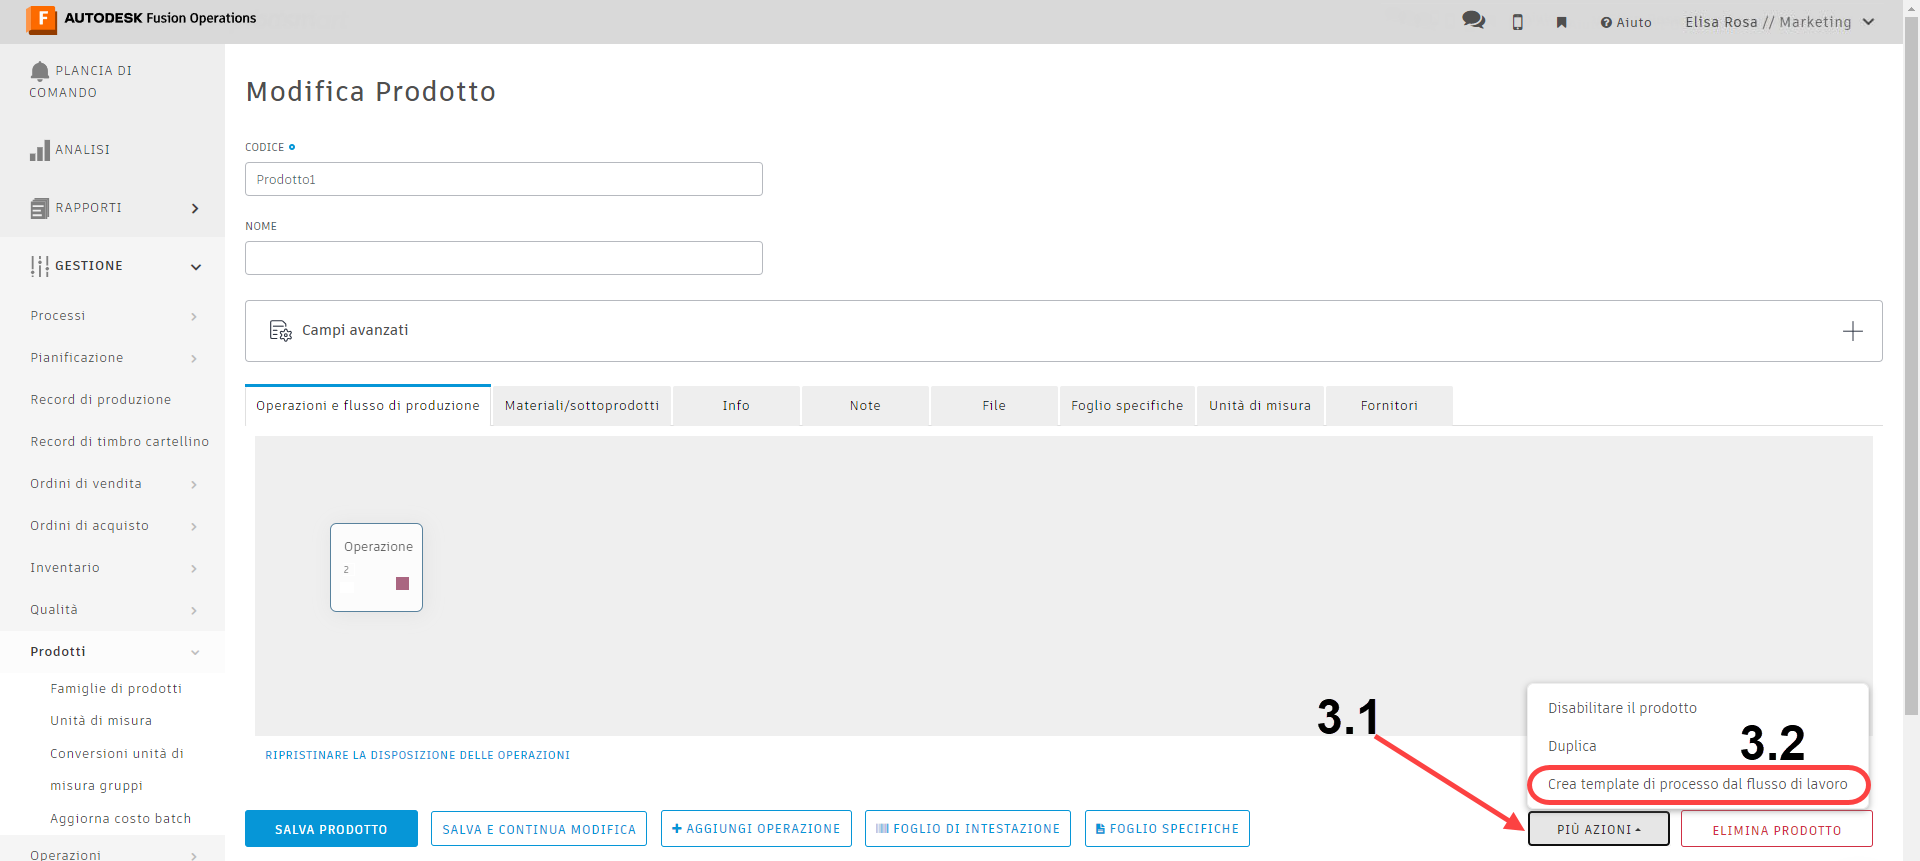 AUTODESK Fusion Operations
Aiuto
Elisa Rosa // Marketing
PLANCIA DI
COMANDO
ANALISI
RAPPORTI
GESTIONE
Processi
Pianificazione
Record di produzione
Record di timbro cartellino
Ordini di vendita
Ordini di acquisto
Inventario
Qualità
Prodotti
Famiglie di prodotti
Unità di misura
Conversioni unità di
misura gruppi
Aggiorna costo batch
Operazioni
Modifica Prodotto
CODICE
Prodotto1
NOME
Campi avanzati
Operazioni e flusso di produzione
Materiali/sottoprodotti
Info
Note
File
Foglio specifiche
Unità di misura
Fornitori
Operazione
2
RIPRISTINARE LA DISPOSIZIONE DELLE OPERAZIONI
3.1
Disabilitare il prodotto
Duplica
3.2
Crea template di processo dal flusso di lavoro
SALVA PRODOTTO
SALVA E CONTINUA MODIFICA
AGGIUNGI OPERAZIONE
FOGLIO DI INTESTAZIONE
FOGLIO SPECIFICHE
PIÙ AZIONI
ELIMINA PRODOTTO